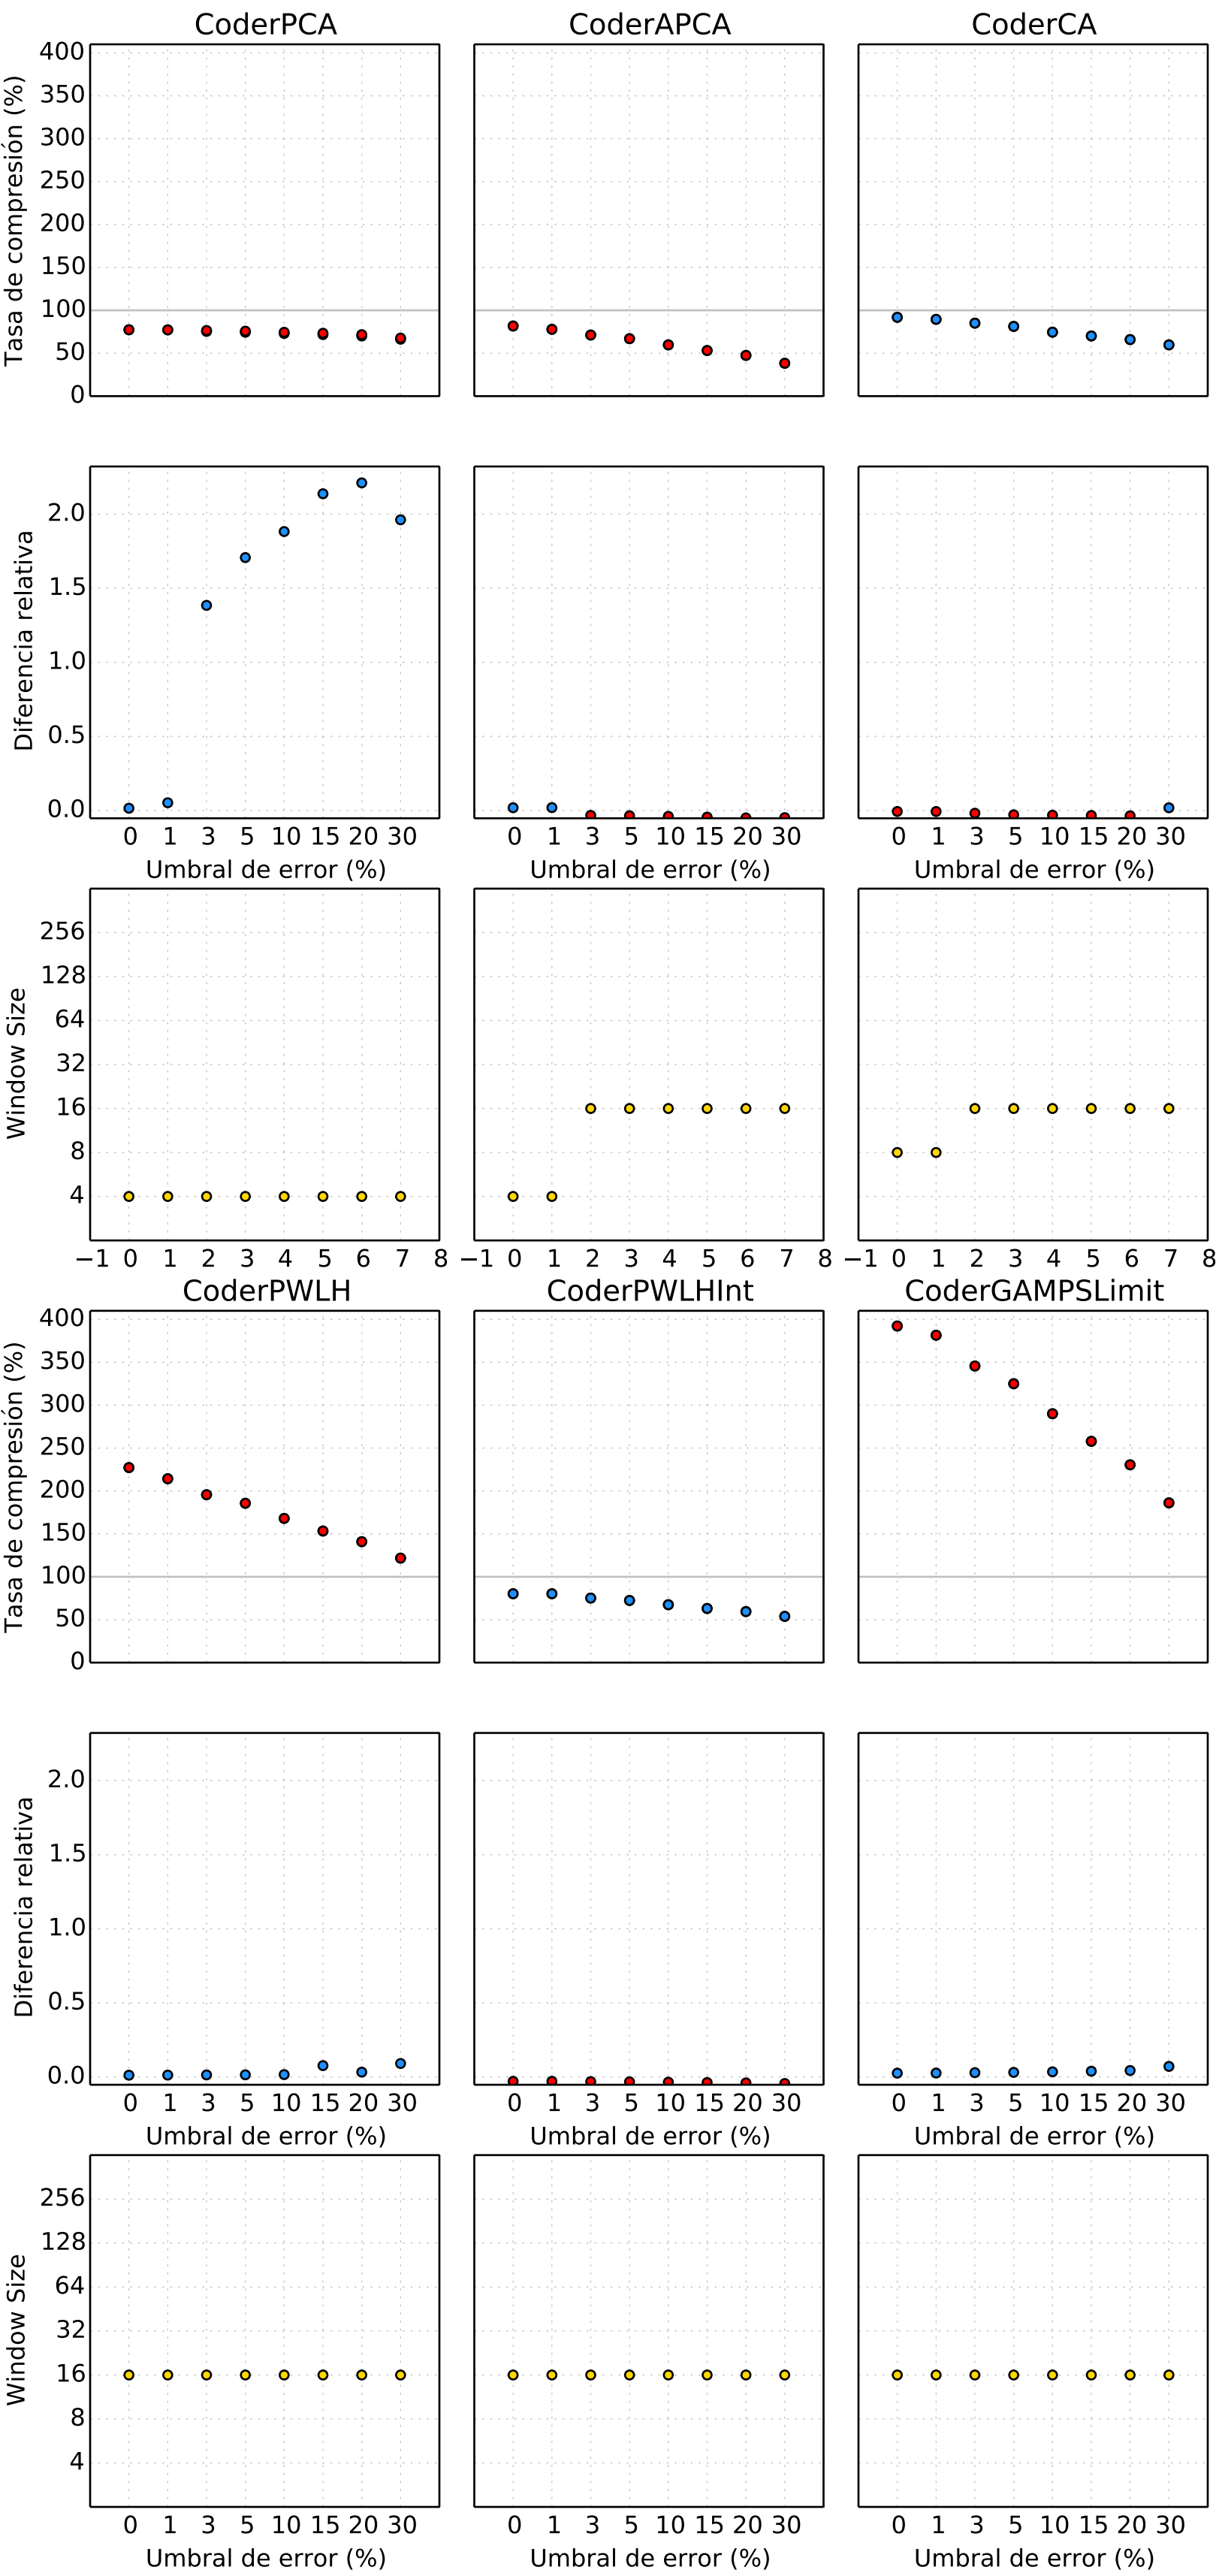 CoderPCA CoderAPCA CoderCA
Tasa de compresión (%)
400
350
300
250
200
150
100
50
0
Diferencia relativa
2.0
1.5
1.0
0.5
0.0
0 1 3 5 10 15 20 30 0 1 3 5 10 15 20 30 0 1 3 5 10 15 20 30
Umbral de error (%) Umbral de error (%) Umbral de error (%)
Window Size
256
128
64
32
16
8
4
−1 0 1 2 3 4 5 6 7 8 −1 0 1 2 3 4 5 6 7 8 −1 0 1 2 3 4 5 6 7 8
CoderPWLH CoderPWLHInt CoderGAMPSLimit
Tasa de compresión (%)
400
350
300
250
200
150
100
50
0
Diferencia relativa
2.0
1.5
1.0
0.5
0.0
0 1 3 5 10 15 20 30 0 1 3 5 10 15 20 30 0 1 3 5 10 15 20 30
Umbral de error (%) Umbral de error (%) Umbral de error (%)
Window Size
256
128
64
32
16
8
4
0 1 3 5 10 15 20 30 0 1 3 5 10 15 20 30 0 1 3 5 10 15 20 30
Umbral de error (%) Umbral de error (%) Umbral de error (%)